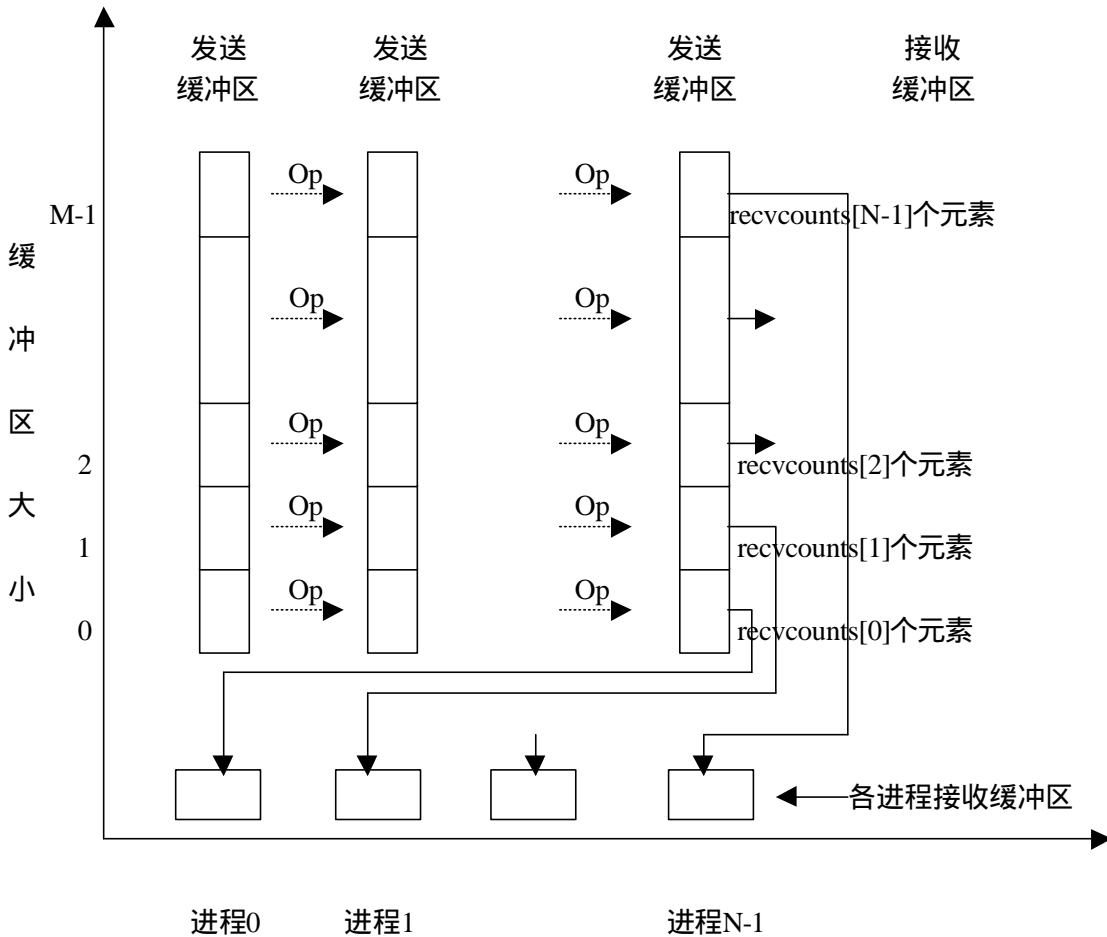 发送
缓冲区
发送
缓冲区
发送
缓冲区
接收
缓冲区
缓冲区大小
M-1
Op
Op
recvcounts[N-1]个元素
Op
Op
2
Op
Op
recvcounts[2]个元素
1
Op
Op
recvcounts[1]个元素
0
Op
Op
recvcounts[0]个元素
各进程接收缓冲区
进程0
进程1
进程N-1